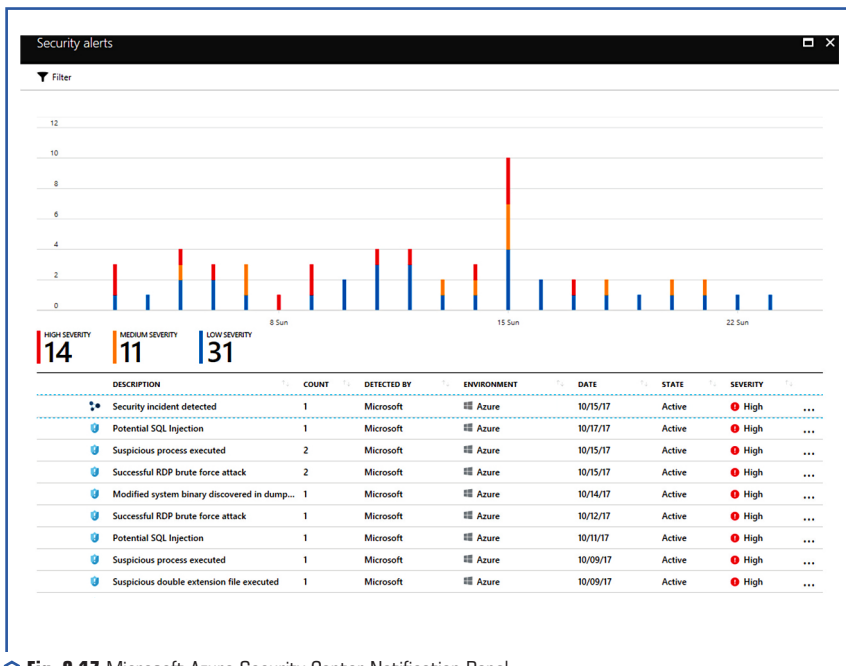 Security alerts
Filter
12
10
8
6
4
2
0
8 Sun 15 Sun 22 Sun
HIGH SEVERITY MEDIUM SEVERITY LOW SEVERITY
14 11 31
DESCRIPTION COUNT DETECTED BY ENVIRONMENT DATE STATE SEVERITY
Security incident detected 1 Microsoft Azure 10/15/17 Active High ...
Potential SQL Injection 1 Microsoft Azure 10/17/17 Active High ...
Suspicious process executed 2 Microsoft Azure 10/15/17 Active High ...
Successful RDP brute force attack 2 Microsoft Azure 10/15/17 Active High ...
Modified system binary discovered in dump... 1 Microsoft Azure 10/14/17 Active High ...
Successful RDP brute force attack 1 Microsoft Azure 10/12/17 Active High ...
Potential SQL Injection 1 Microsoft Azure 10/11/17 Active High ...
Suspicious process executed 1 Microsoft Azure 10/09/17 Active High ...
Suspicious double extension file executed 1 Microsoft Azure 10/09/17 Active High ...
Microsoft Azure Security Center Notification Panel